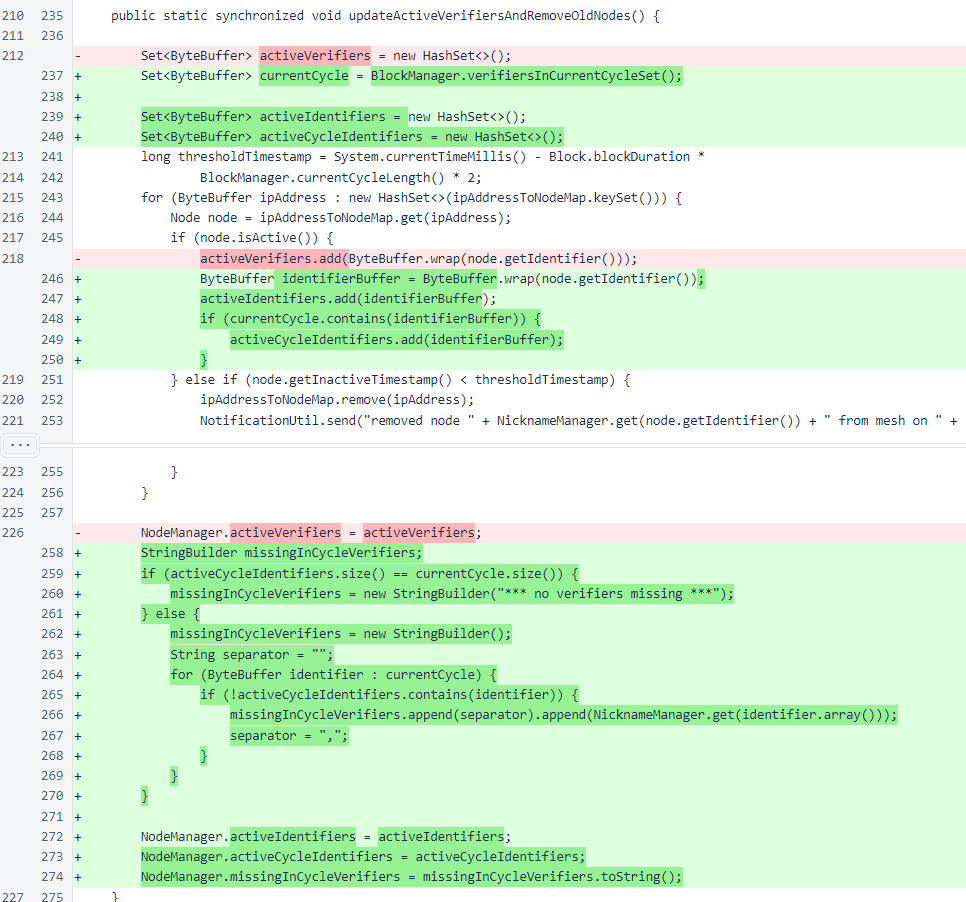 210 235 public static synchronized void updateActiveVerifiersAndRemoveOldNodes() {
211 236
212 - Set<ByteBuffer> activeVerifiers = new HashSet<>();
237 + Set<ByteBuffer> currentCycle = BlockManager.verifiersInCurrentCycleSet();
238 +
239 + Set<ByteBuffer> activeIdentifiers = new HashSet<>();
240 + Set<ByteBuffer> activeCycleIdentifiers = new HashSet<>();
213 241 long thresholdTimestamp = System.currentTimeMillis() - Block.blockDuration *
214 242 BlockManager.currentCycleLength() * 2;
215 243 for (ByteBuffer ipAddress : new HashSet<>(ipAddressToNodeMap.keySet())) {
216 244 Node node = ipAddressToNodeMap.get(ipAddress);
217 245 if (node.isActive()) {
218 - activeVerifiers.add(ByteBuffer.wrap(node.getIdentifier()));
246 + ByteBuffer identifierBuffer = ByteBuffer.wrap(node.getIdentifier());
247 + activeIdentifiers.add(identifierBuffer);
248 + if (currentCycle.contains(identifierBuffer)) {
249 + activeCycleIdentifiers.add(identifierBuffer);
250 + }
219 251 } else if (node.getInactiveTimestamp() < thresholdTimestamp) {
220 252 ipAddressToNodeMap.remove(ipAddress);
221 253 NotificationUtil.send("removed node " + NicknameManager.get(node.getIdentifier()) + " from mesh on " +
...
223 255 }
224 256 }
225 257
226 - NodeManager.activeVerifiers = activeVerifiers;
258 + StringBuilder missingInCycleVerifiers;
259 + if (activeCycleIdentifiers.size() == currentCycle.size()) {
260 + missingInCycleVerifiers = new StringBuilder("*** no verifiers missing ***");
261 + } else {
262 + missingInCycleVerifiers = new StringBuilder();
263 + String separator = "";
264 + for (ByteBuffer identifier : currentCycle) {
265 + if (!activeCycleIdentifiers.contains(identifier)) {
266 + missingInCycleVerifiers.append(separator).append(NicknameManager.get(identifier.array()));
267 + separator = ",";
268 + }
269 + }
270 + }
271 +
272 + NodeManager.activeIdentifiers = activeIdentifiers;
273 + NodeManager.activeCycleIdentifiers = activeCycleIdentifiers;
274 + NodeManager.missingInCycleVerifiers = missingInCycleVerifiers.toString();
227 275 }